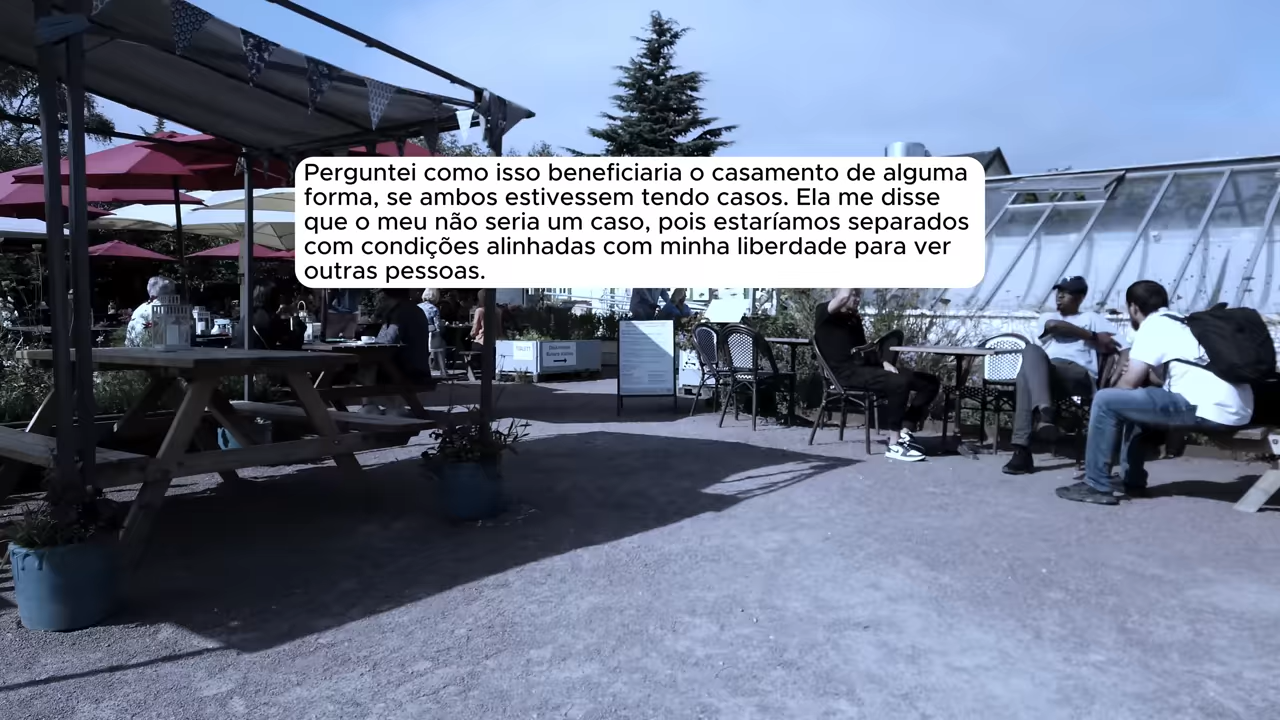 Perguntei como isso beneficiaria o casamento de alguma
forma, se ambos estivessem tendo casos. Ela me disse
que o meu não seria um caso, pois estaríamos separados
com condições alinhadas com minha liberdade para ver
outras pessoas.